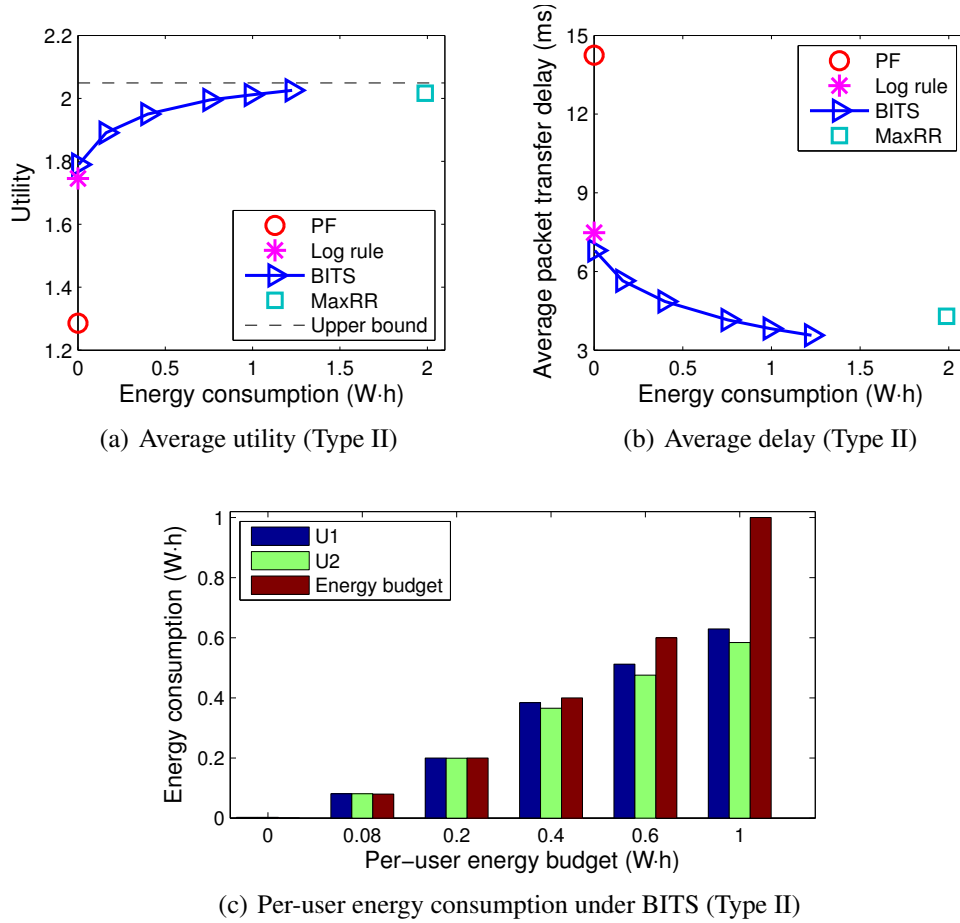 2.2
2
1.8
1.6
1.4
1.2
Utility
PF
Log rule
BITS
MaxRR
Upper bound
0 0.5 1 1.5 2
Energy consumption (W·h)
(a) Average utility (Type II)
15
12
9
6
3
Average packet transfer delay (ms)
PF
Log rule
BITS
MaxRR
0 0.5 1 1.5 2
Energy consumption (W·h)
(b) Average delay (Type II)
1
0.8
0.6
0.4
0.2
0
Energy consumption (W·h)
U1
U2
Energy budget
0 0.08 0.2 0.4 0.6 1
Per−user energy budget (W·h)
(c) Per-user energy consumption under BITS (Type II)